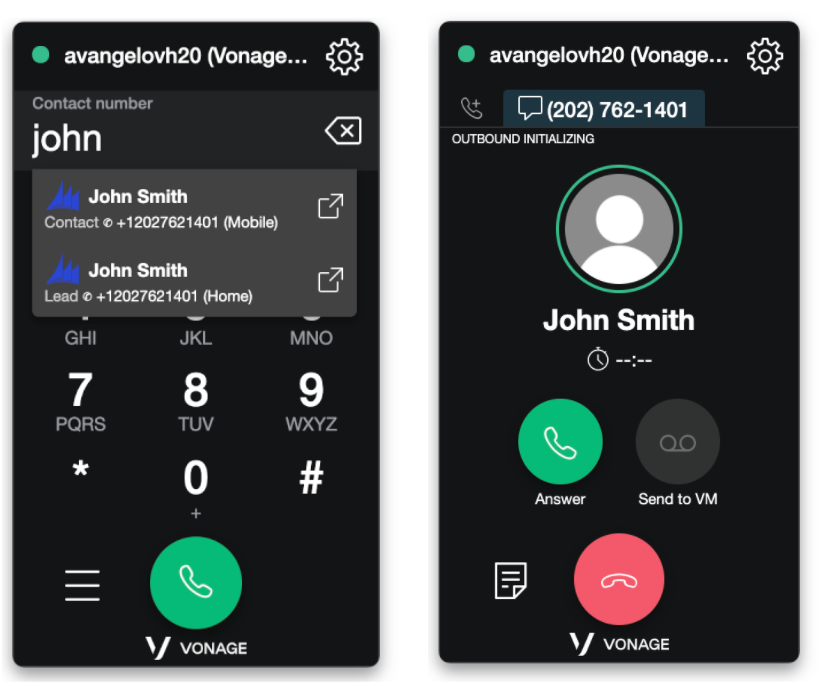 avangelovh20 (Vonage...
Contact number
john
John Smith
Contact ✆ +12027621401 (Mobile)
John Smith
Lead ✆ +12027621401 (Home)
GHI JKL MNO
7 8 9
PQRS TUV WXYZ
* 0 #
+
VONAGE
avangelovh20 (Vonage...
(202) 762-1401
OUTBOUND INITIALIZING
John Smith
--:--
Answer Send to VM
VONAGE